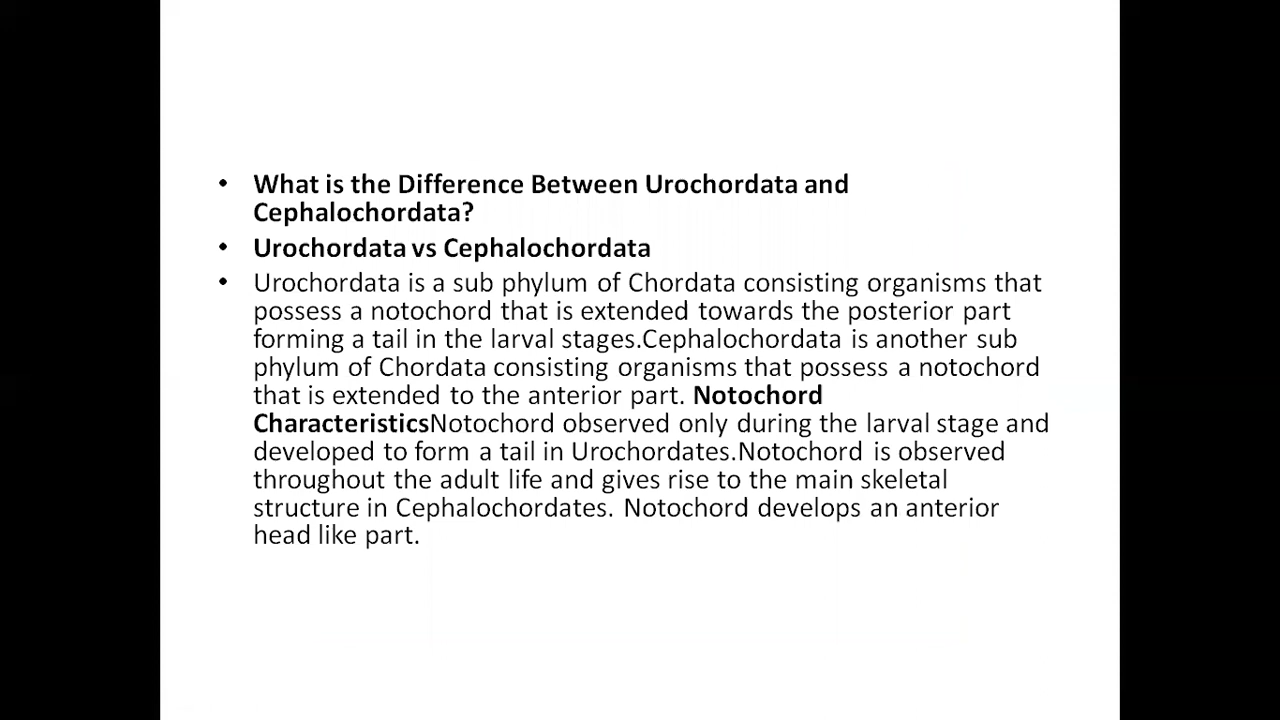 • What is the Difference Between Urochordata and
Cephalochordata?
• Urochordata vs Cephalochordata
• Urochordata is a sub phylum of Chordata consisting organisms that
possess a notochord that is extended towards the posterior part
forming a tail in the larval stages.Cephalochordata is another sub
phylum of Chordata consisting organisms that possess a notochord
that is extended to the anterior part. Notochord
CharacteristicsNotochord observed only during the larval stage and
developed to form a tail in Urochordates.Notochord is observed
throughout the adult life and gives rise to the main skeletal
structure in Cephalochordates. Notochord develops an anterior
head like part.